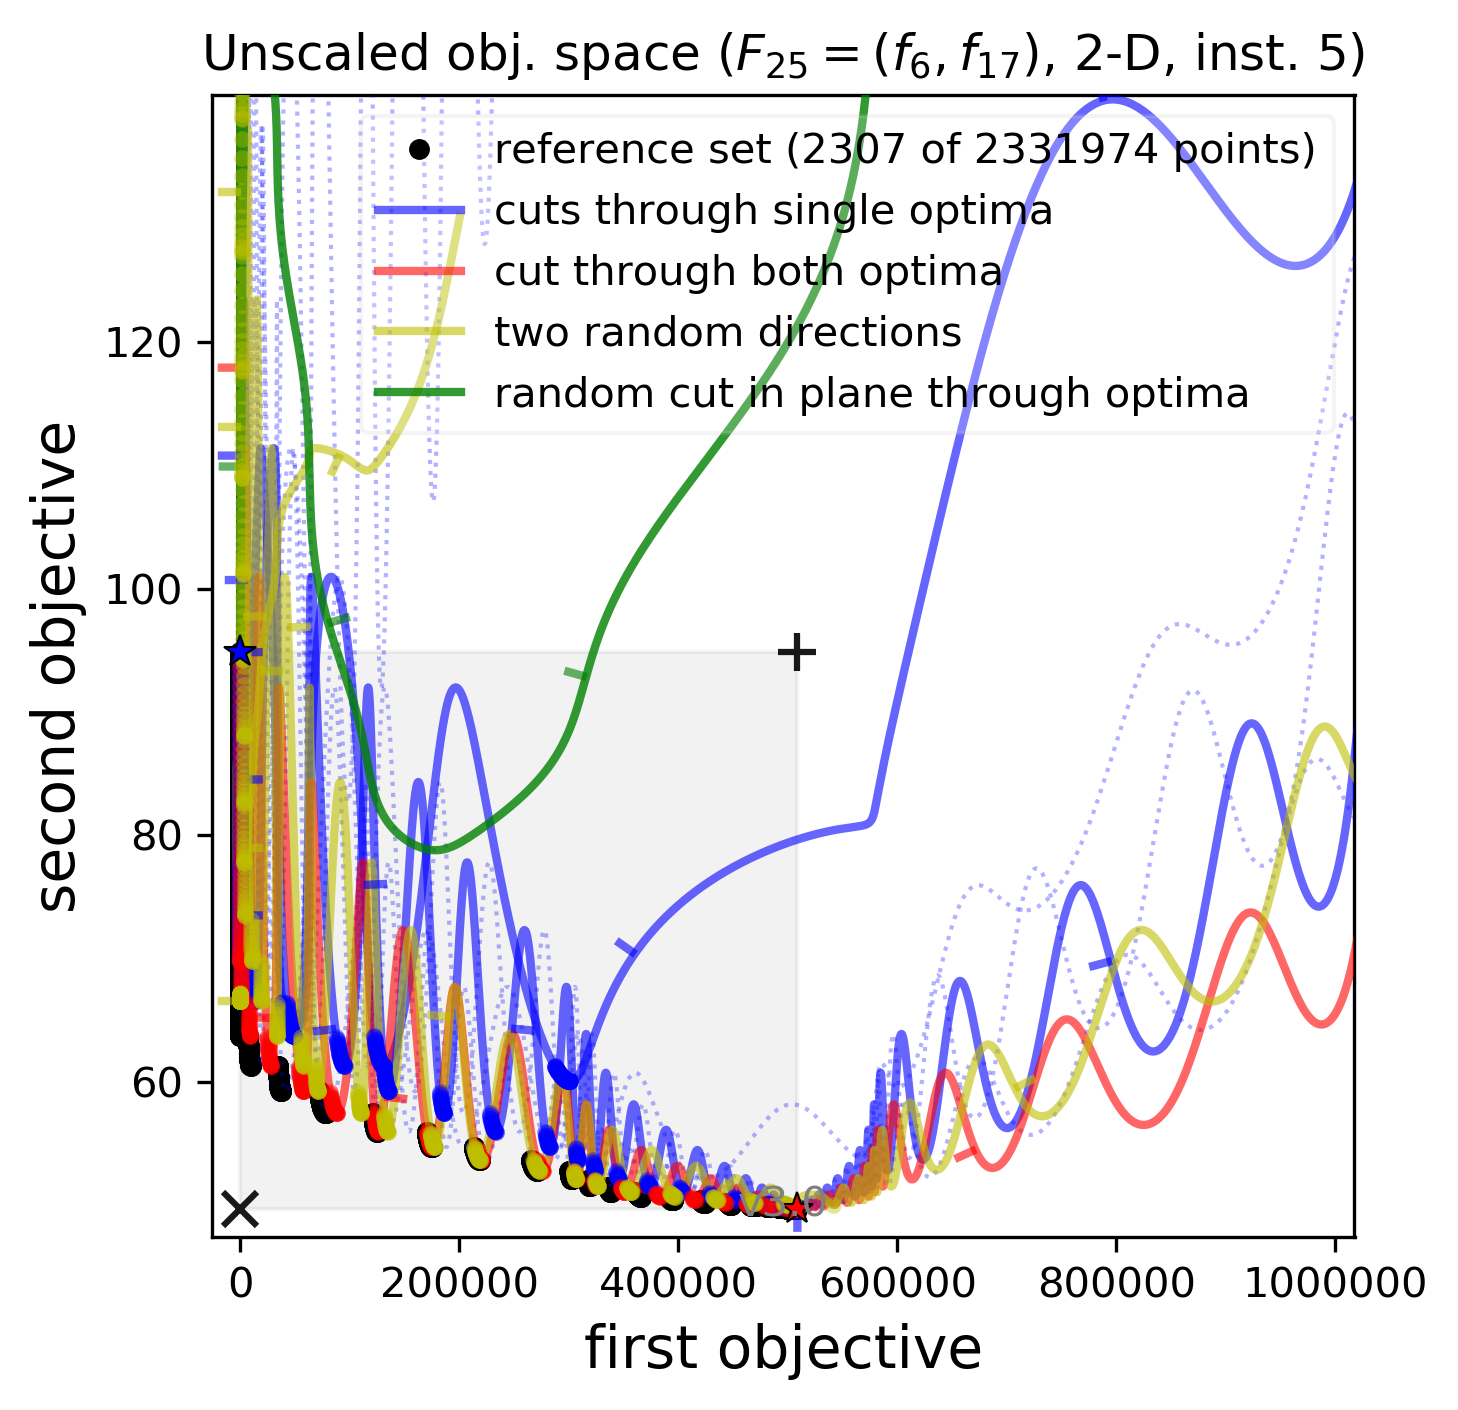 Unscaled obj. space (F25 = (f6, f17), 2-D, inst. 5)
reference set (2307 of 2331974 points)
cuts through single optima
cut through both optima
two random directions
random cut in plane through optima
second objective
120
100
80
60
0 200000 400000 600000 800000 1000000
first objective